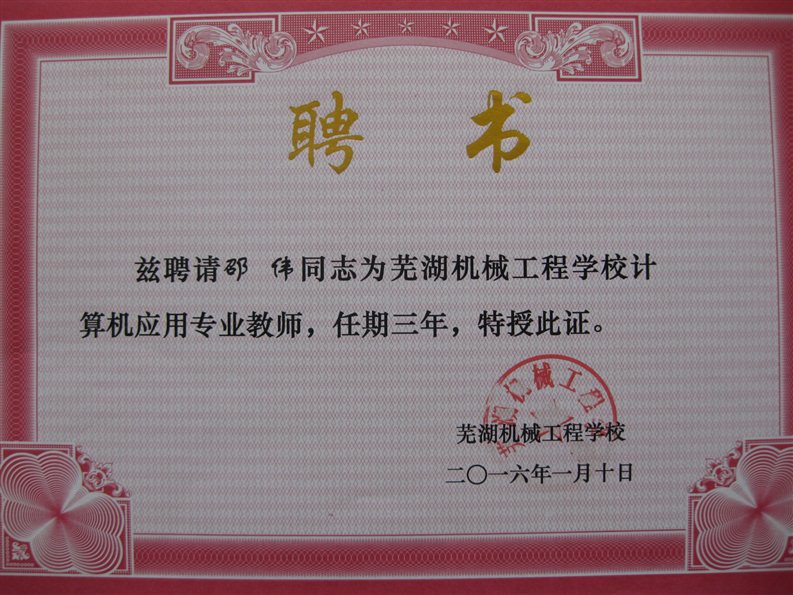 聘书
兹聘请邵 伟同志为芜湖机械工程学校计
算机应用专业教师，任期三年，特授此证。
芜湖机械工程学校
二〇一六年一月十日